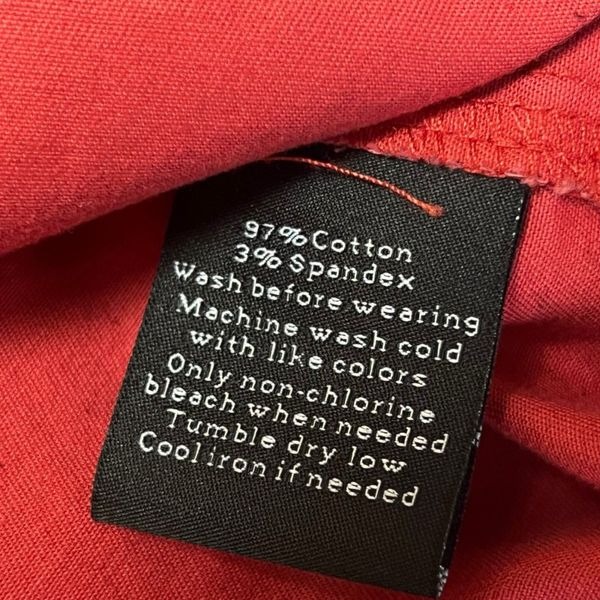 97% Cotton
3% Spandex
Wash before wearing
Machine wash cold
with like colors
Only non-chlorine
bleach when needed
Tumble dry low
Cool iron if needed